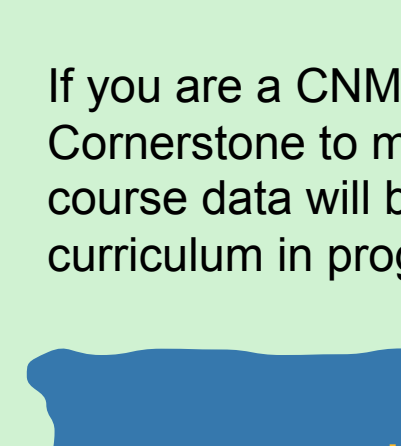 If you are a CNM
Cornerstone to m
course data will b
curriculum in prog